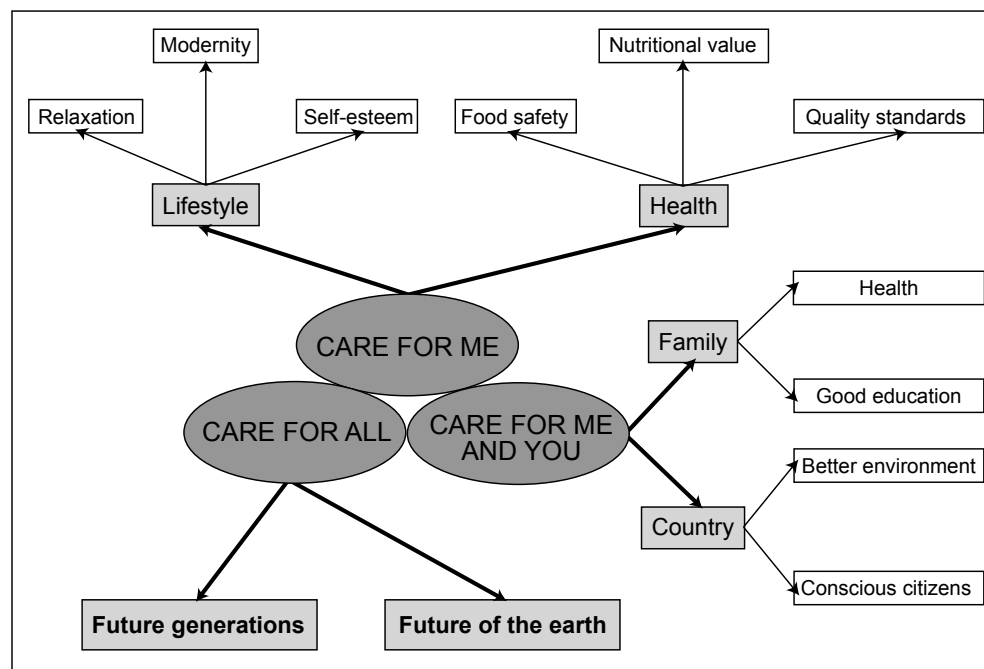 Modernity
Nutritional value
Relaxation
Self-esteem
Food safety
Quality standards
Lifestyle
Health
CARE FOR ME
CARE FOR ALL
CARE FOR ME
AND YOU
Family
Health
Good education
Country
Better environment
Conscious citizens
Future generations
Future of the earth